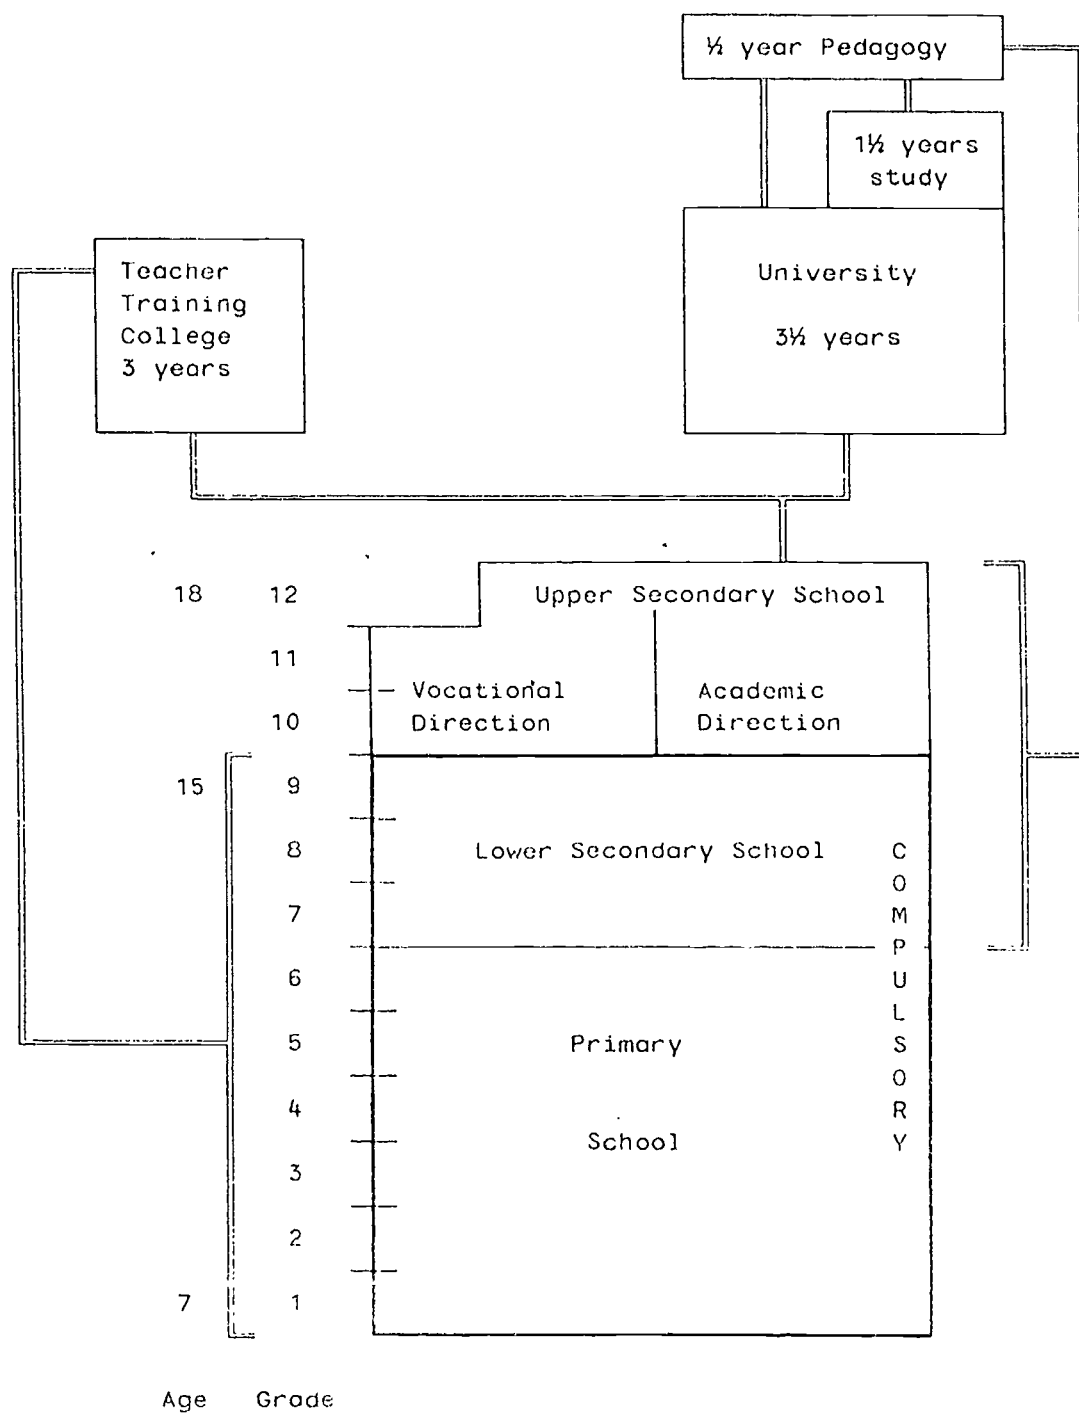 ½ year Pedagogy
1½ years
study
University
3½ years
Teacher
Training
College
3 years
18 12 Upper Secondary School
11
Vocational Academic
10 Direction Direction
15 9
8 Lower Secondary School
7
6
5 Primary
4
School
3
2
7 1
COMPULSORY
Age Grade